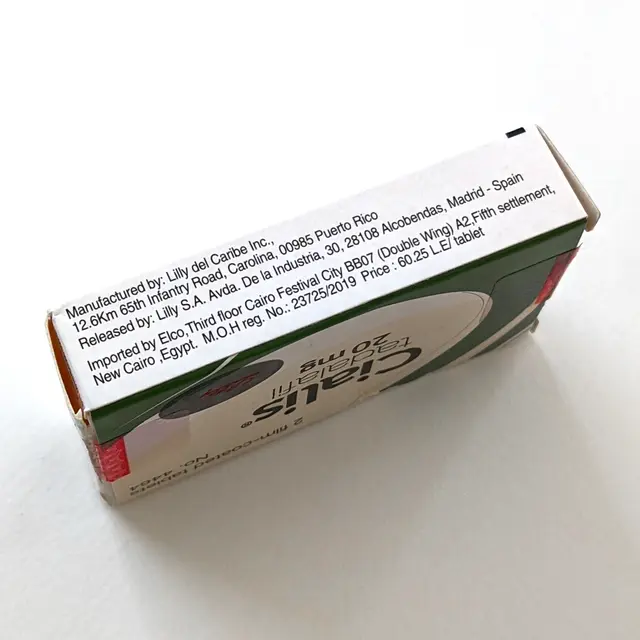 Manufactured by: Lilly del Caribe Inc.,
12.6Km 65th Infantry Road, Carolina, 00985 Puerto Rico
Released by: Lilly S.A. Avda. De la Industria, 30, 28108 Alcobendas, Madrid - Spain
Imported by Elco,Third floor Cairo Festival City BB07 (Double Wing) A2,Fifth settlement,
New Cairo .Egypt. M.O.H reg. No.: 23725/2019 Price : 60.25 L.E/ tablet
Cialis®
tadalafil
20 mg
Lilly
2 film-coated tablets
No. 4464